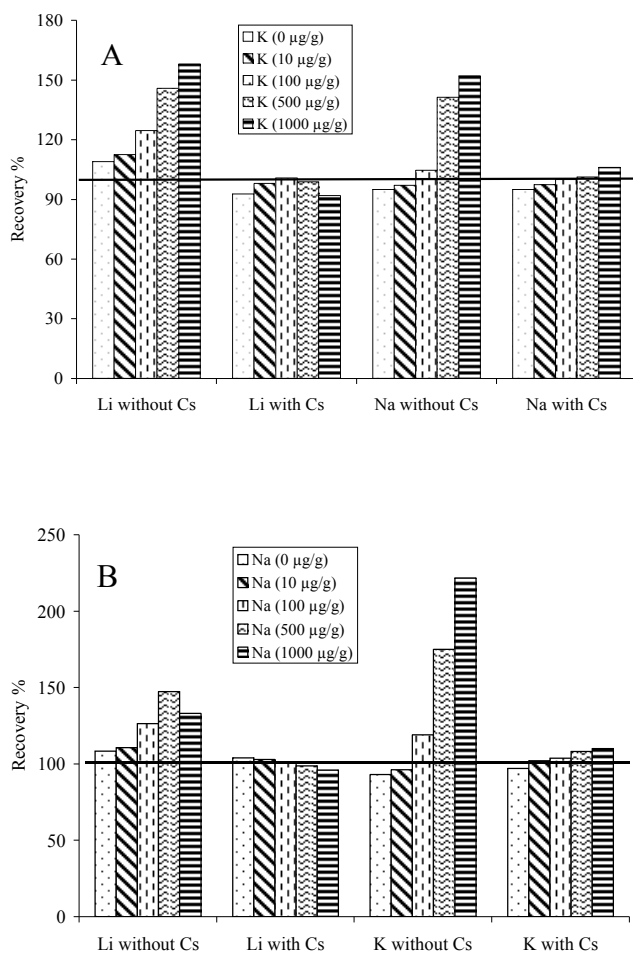 180
150
120
90
60
30
0
Recovery %
A
K (0 µg/g)
K (10 µg/g)
K (100 µg/g)
K (500 µg/g)
K (1000 µg/g)
Li without Cs
Li with Cs
Na without Cs
Na with Cs
250
200
150
100
50
0
Recovery %
B
Na (0 µg/g)
Na (10 µg/g)
Na (100 µg/g)
Na (500 µg/g)
Na (1000 µg/g)
Li without Cs
Li with Cs
K without Cs
K with Cs